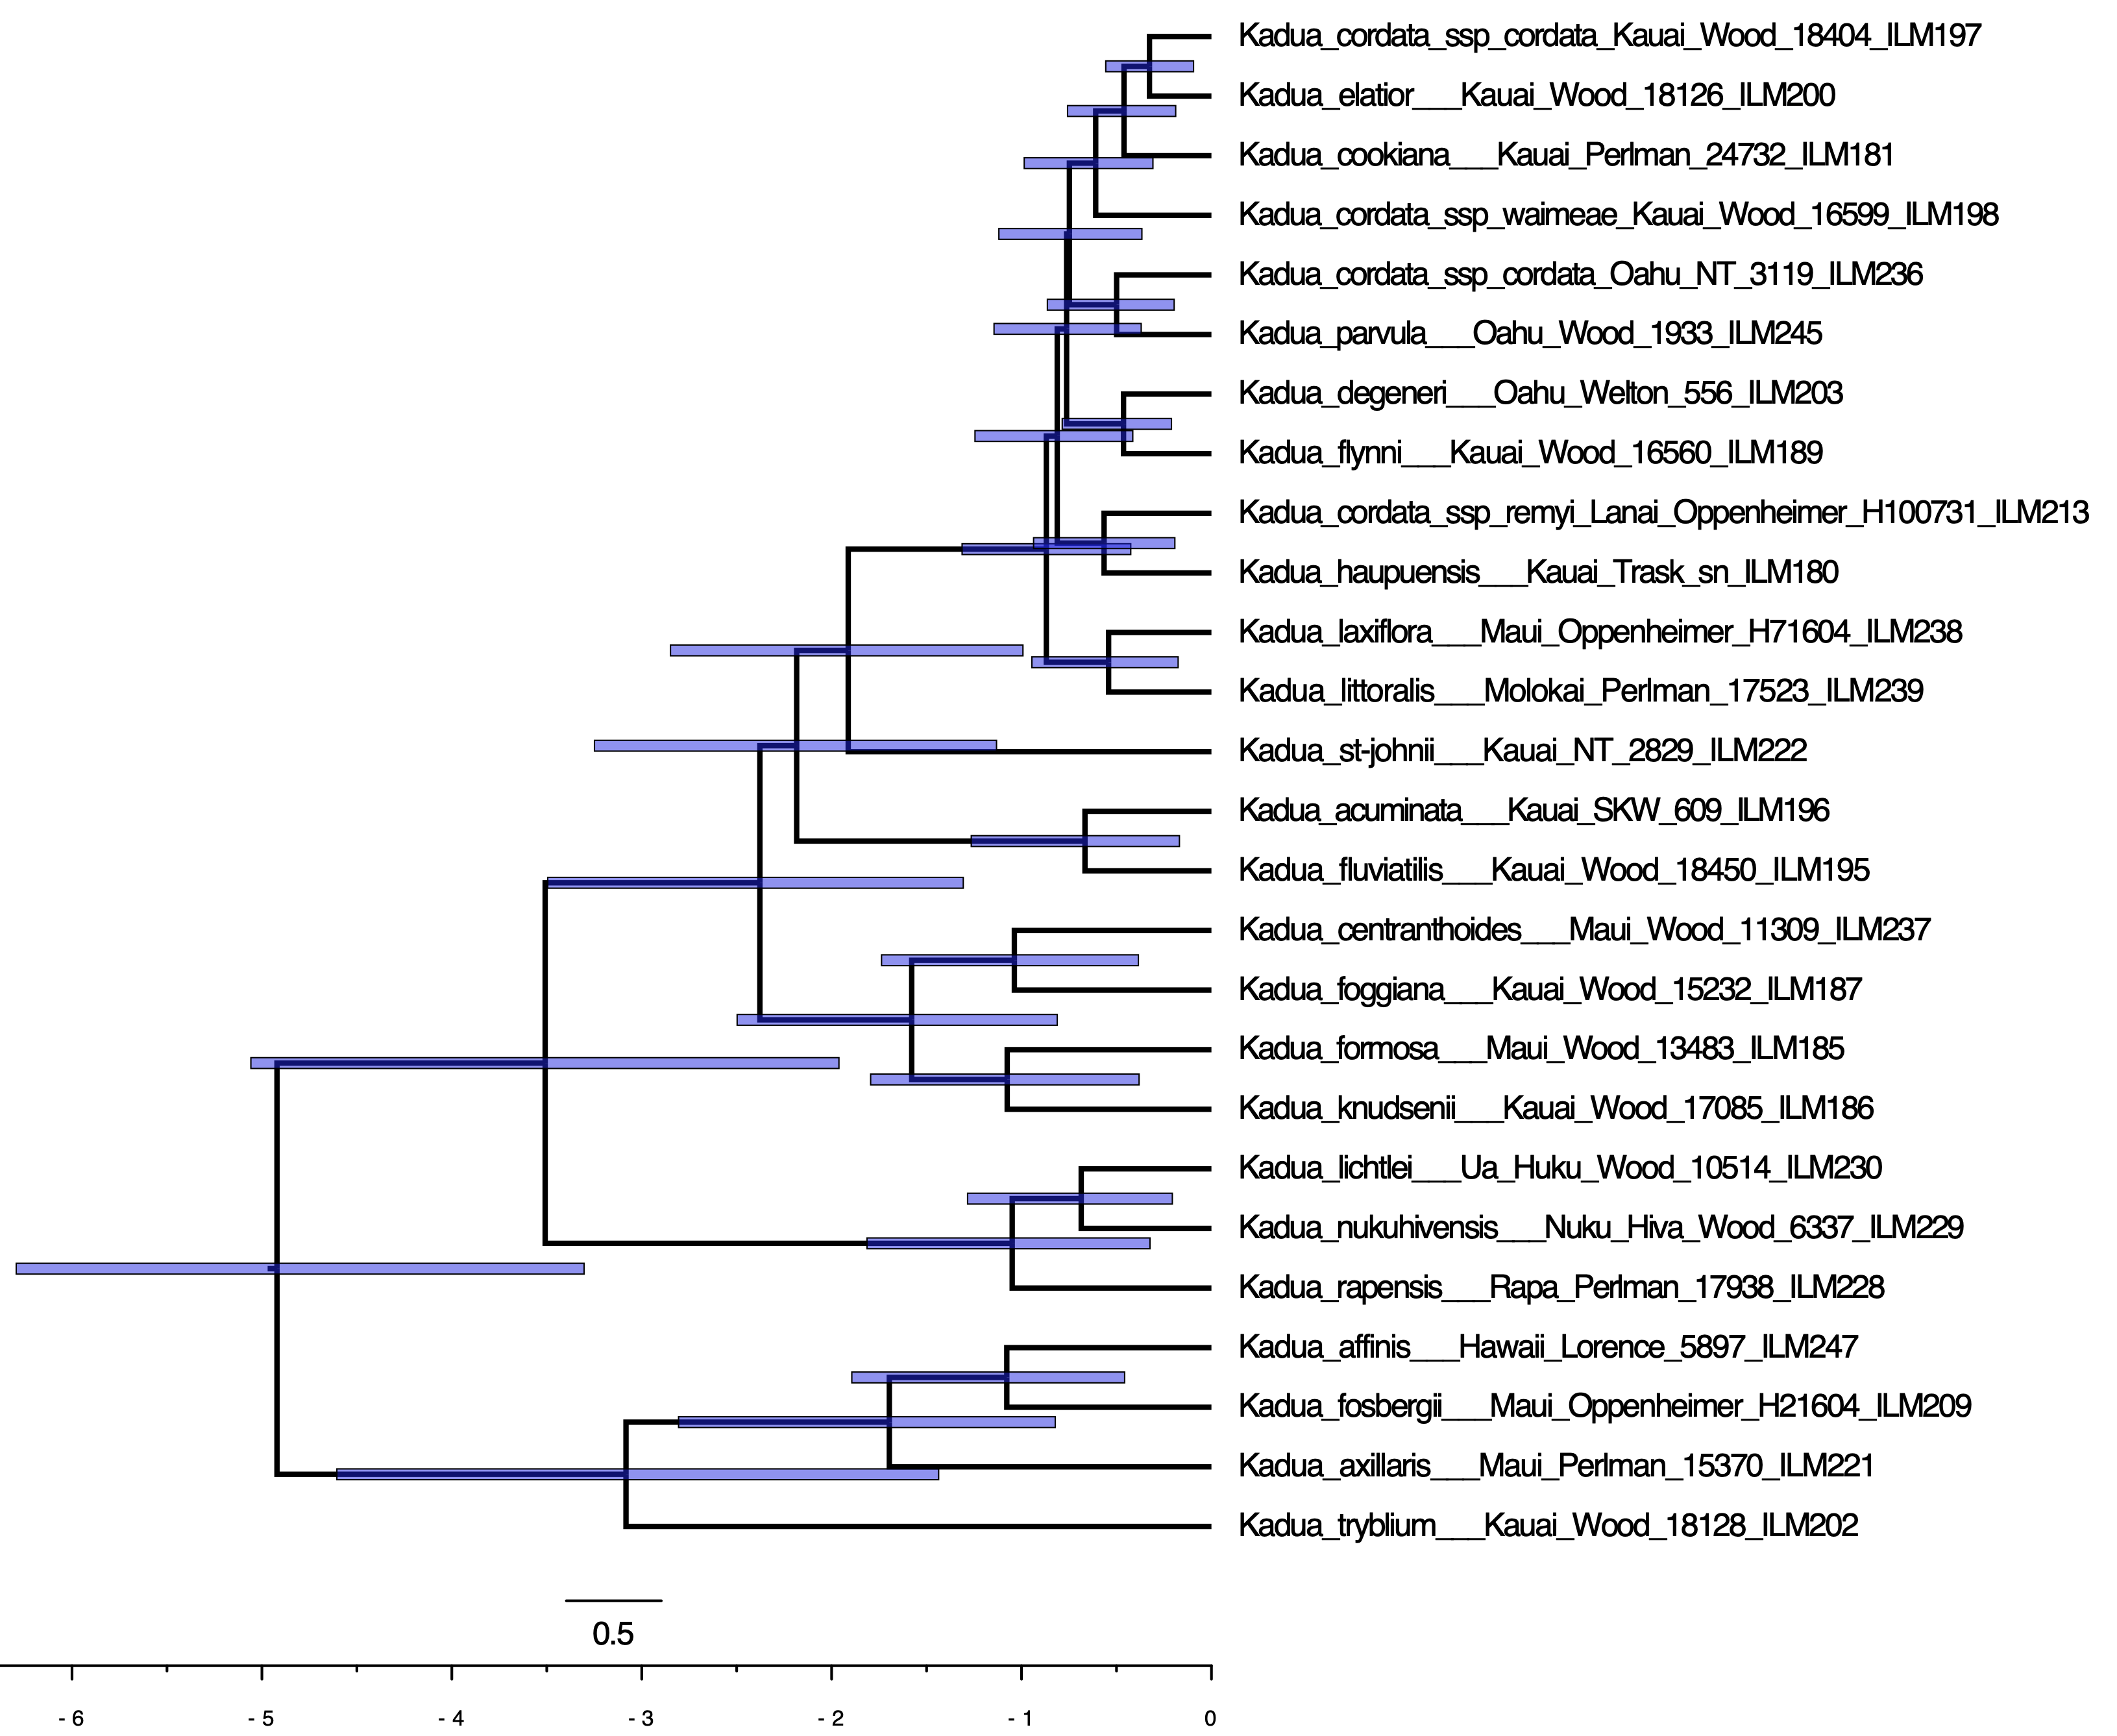 Kadua_cordata_ssp_cordata_Kauai_Wood_18404_ILM197
Kadua_elatior___Kauai_Wood_18126_ILM200
Kadua_cookiana___Kauai_Perlman_24732_ILM181
Kadua_cordata_ssp_waimeae_Kauai_Wood_16599_ILM198
Kadua_cordata_ssp_cordata_Oahu_NT_3119_ILM236
Kadua_parvula___Oahu_Wood_1933_ILM245
Kadua_degeneri___Oahu_Welton_556_ILM203
Kadua_flynni___Kauai_Wood_16560_ILM189
Kadua_cordata_ssp_remyi_Lanai_Oppenheimer_H100731_ILM213
Kadua_haupuensis___Kauai_Trask_sn_ILM180
Kadua_laxiflora___Maui_Oppenheimer_H71604_ILM238
Kadua_littoralis___Molokai_Perlman_17523_ILM239
Kadua_st-johnii___Kauai_NT_2829_ILM222
Kadua_acuminata___Kauai_SKW_609_ILM196
Kadua_fluviatilis___Kauai_Wood_18450_ILM195
Kadua_centranthoides___Maui_Wood_11309_ILM237
Kadua_foggiana___Kauai_Wood_15232_ILM187
Kadua_formosa___Maui_Wood_13483_ILM185
Kadua_knudsenii___Kauai_Wood_17085_ILM186
Kadua_lichtlei___Ua_Huku_Wood_10514_ILM230
Kadua_nukuhivensis___Nuku_Hiva_Wood_6337_ILM229
Kadua_rapensis___Rapa_Perlman_17938_ILM228
Kadua_affinis___Hawaii_Lorence_5897_ILM247
Kadua_fosbergii___Maui_Oppenheimer_H21604_ILM209
Kadua_axillaris___Maui_Perlman_15370_ILM221
Kadua_tryblium___Kauai_Wood_18128_ILM202
0.5
- 6 - 5 - 4 - 3 - 2 - 1 0